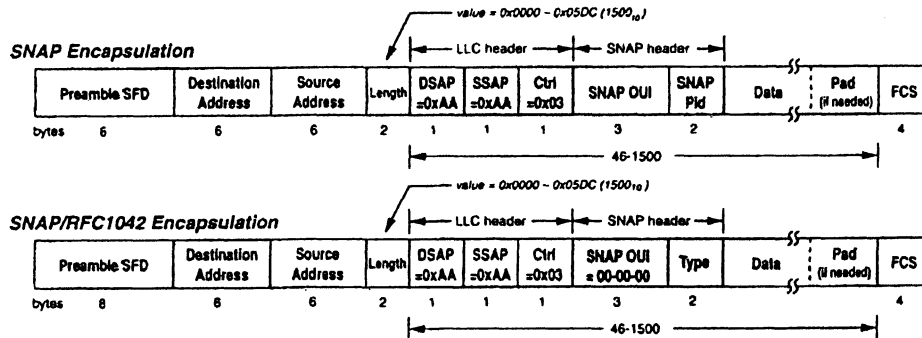 value = 0x0000 – 0x05DC (1500₁₀)
SNAP Encapsulation
LLC header
SNAP header
Preamble/SFD
Destination Address
Source Address
Length
DSAP =0xAA
SSAP =0xAA
Ctrl =0x03
SNAP OUI
SNAP Pid
Data
Pad (if needed)
FCS
bytes 6 6 6 2 1 1 1 3 2 4
46-1500
value = 0x0000 – 0x05DC (1500₁₀)
SNAP/RFC1042 Encapsulation
LLC header
SNAP header
Preamble/SFD
Destination Address
Source Address
Length
DSAP =0xAA
SSAP =0xAA
Ctrl =0x03
SNAP OUI = 00-00-00
Type
Data
Pad (if needed)
FCS
bytes 8 6 6 2 1 1 1 3 2 4
46-1500